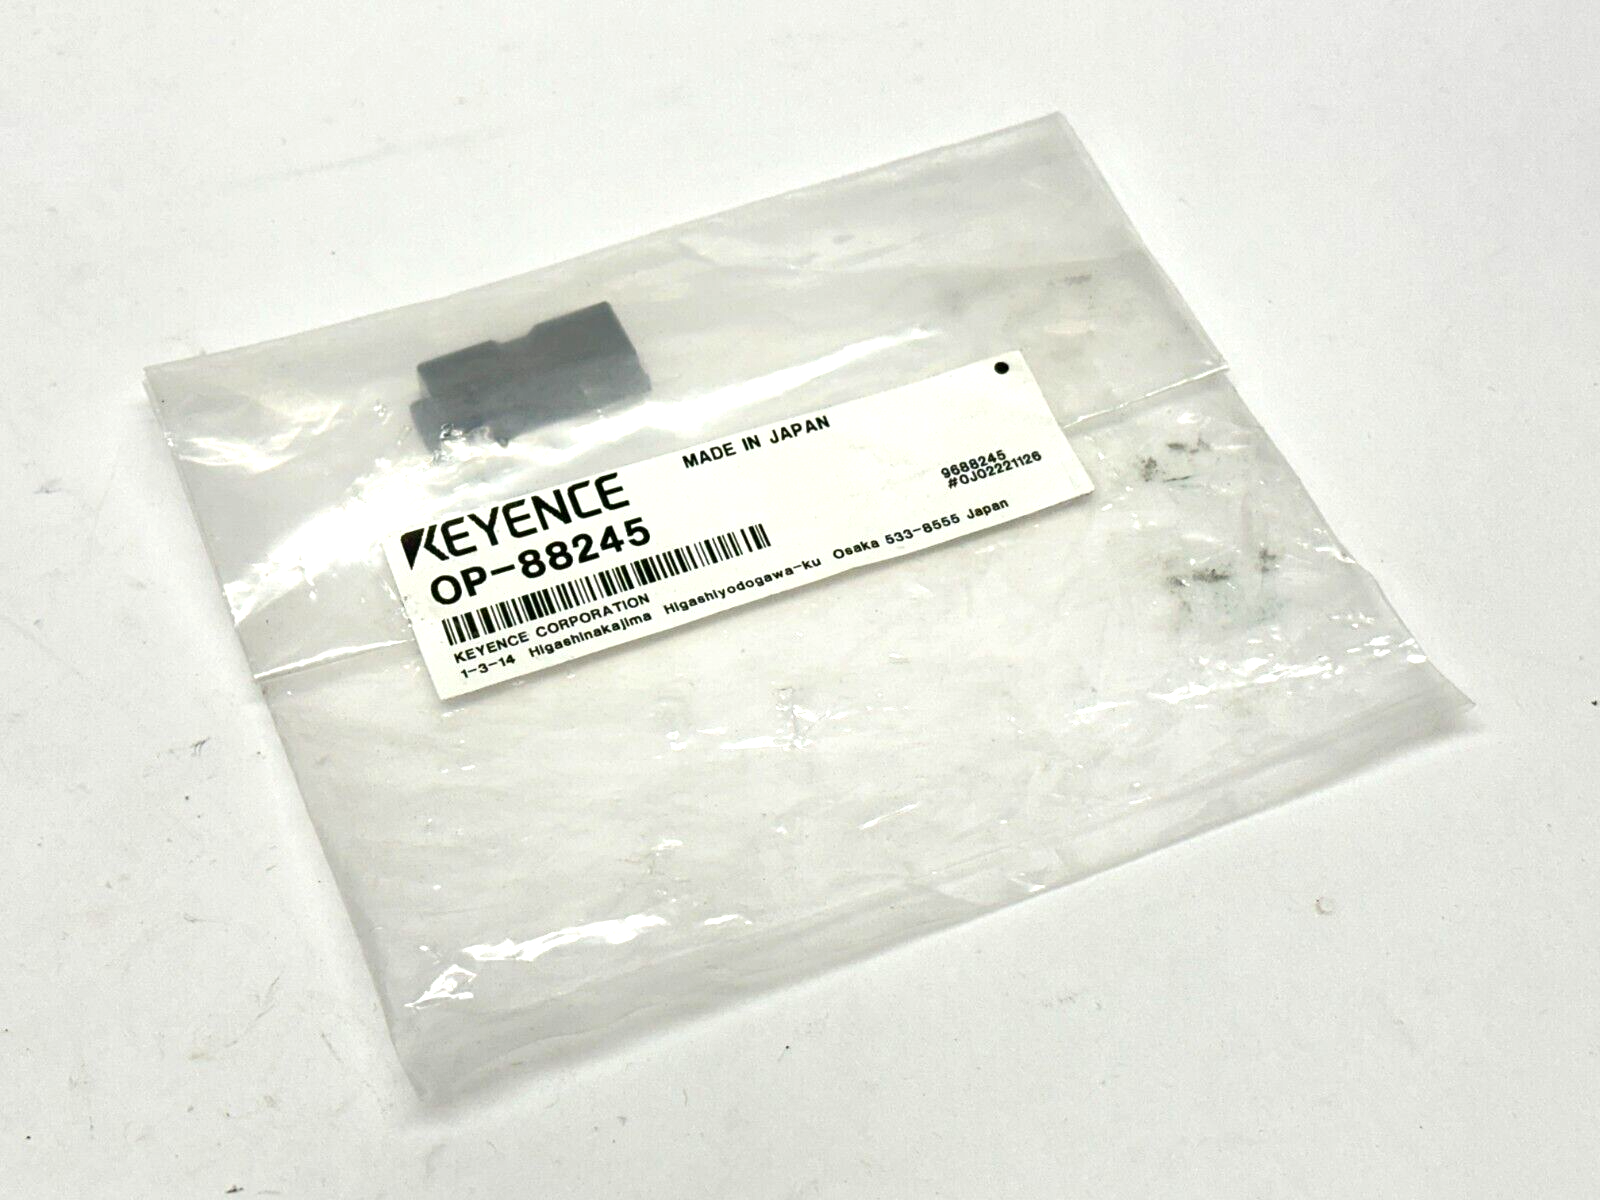 MADE IN JAPAN
KEYENCE
OP-88245
9688245
#0J02221126
KEYENCE CORPORATION
1-3-14 Higashinakajima Higashiyodogawa-ku Osaka 533-8555 Japan